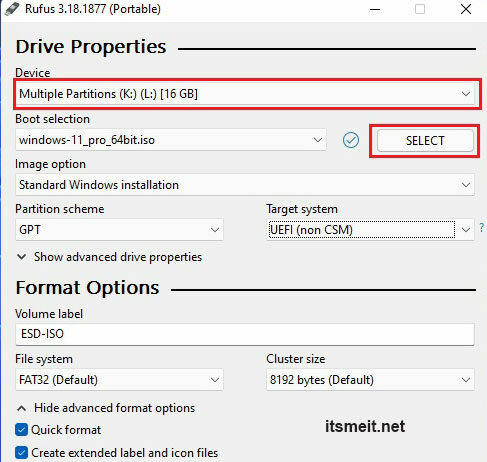 Rufus 3.18.1877 (Portable)
Drive Properties
Device
Multiple Partitions (K:) (L:) [16 GB]
Boot selection
windows-11_pro_64bit.iso
SELECT
Image option
Standard Windows installation
Partition scheme Target system
GPT UEFI (non CSM) ?
Show advanced drive properties
Format Options
Volume label
ESD-ISO
File system Cluster size
FAT32 (Default) 8192 bytes (Default)
Hide advanced format options
Quick format
itsmeit.net
Create extended label and icon files